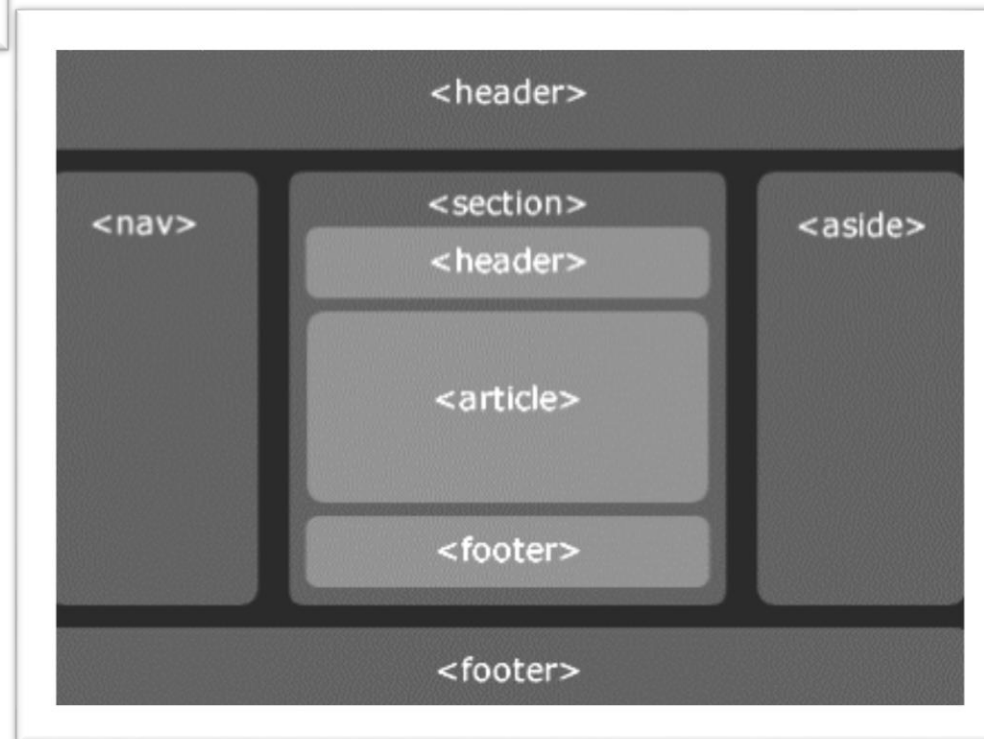 <header>
<nav>
<section>
<aside>
<header>
<article>
<footer>
<footer>